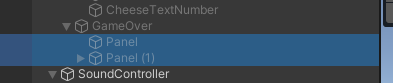 CheeseTextNumber
GameOver
Panel
Panel (1)
SoundController